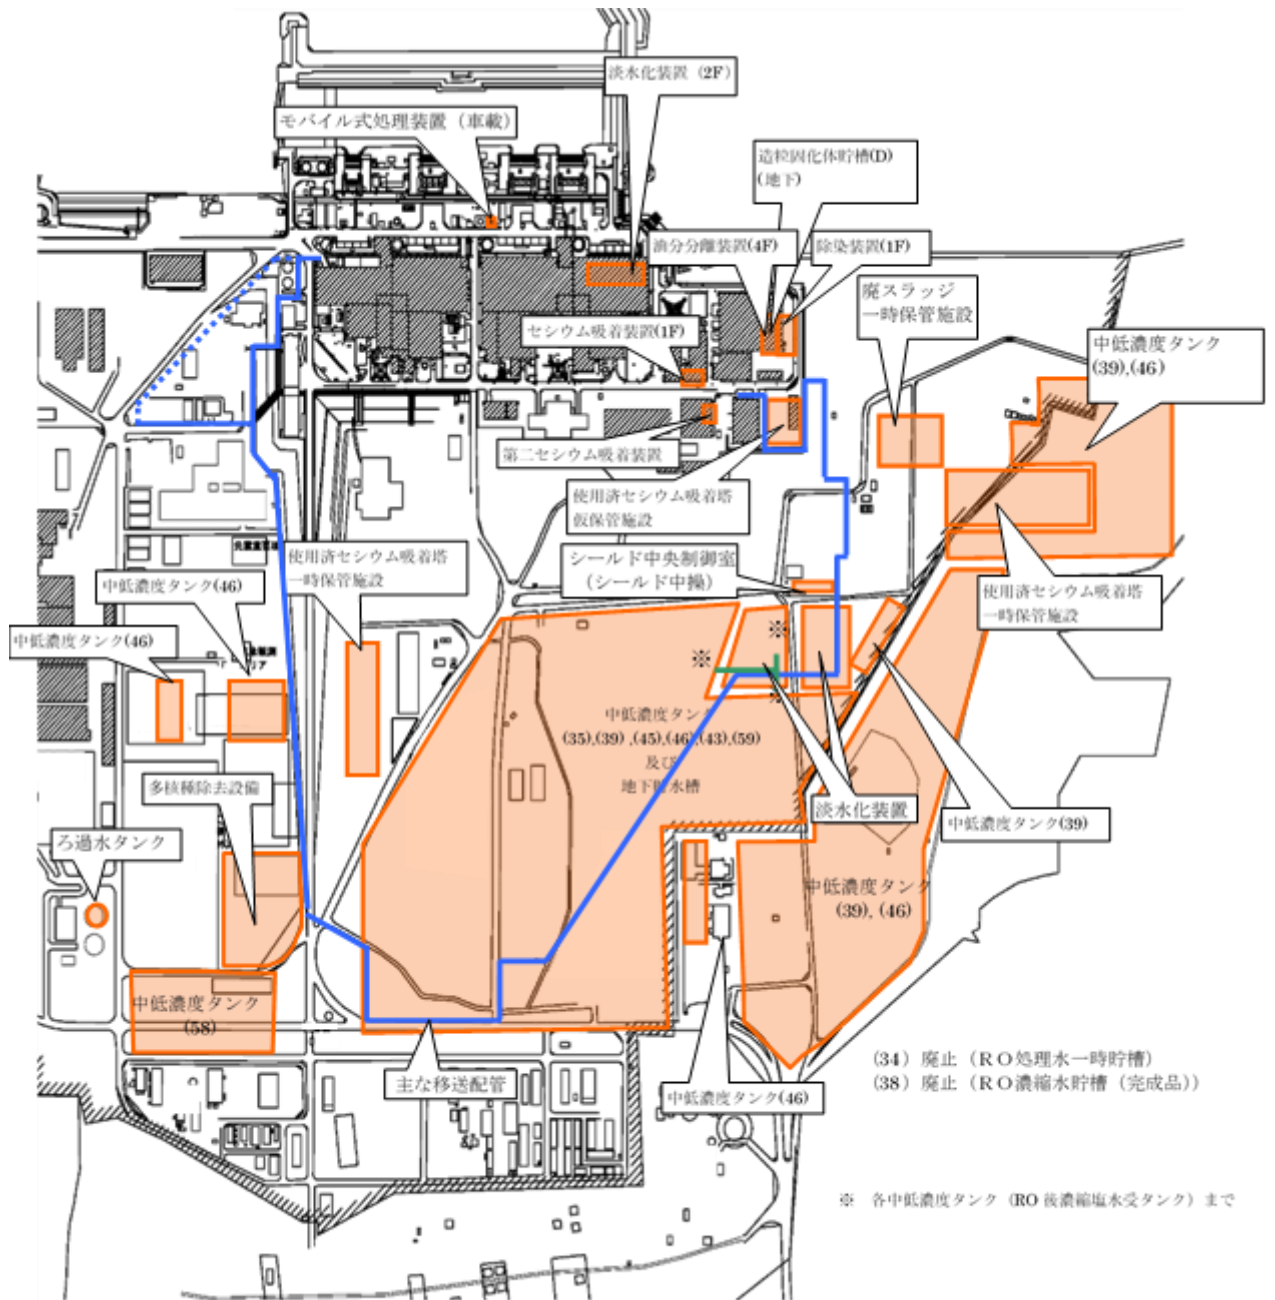 淡水化装置（2F）
モバイル式処理装置（車載）
造粒固化体貯槽(D)
(地下)
油分分離装置(4F)
除染装置(1F)
廃スラッジ
一時保管施設
セシウム吸着装置(1F)
中低濃度タンク
(39),(46)
第二セシウム吸着装置
使用済セシウム吸着塔
仮保管施設
シールド中央制御室
（シールド中操）
使用済セシウム吸着塔
一時保管施設
使用済セシウム吸着塔
一時保管施設
中低濃度タンク(46)
中低濃度タンク(46)
※
※
中低濃度タンク
(35),(39) ,(45),(46),(43),(59)
及び
地下貯水槽
多核種除去設備
淡水化装置
中低濃度タンク(39)
ろ過水タンク
中低濃度タンク
(39), (46)
中低濃度タンク
(58)
主な移送配管
中低濃度タンク(46)
(34) 廃止（ＲＯ処理水一時貯槽）
(38) 廃止（ＲＯ濃縮水貯槽（完成品））
※　各中低濃度タンク（RO 後濃縮塩水受タンク）まで